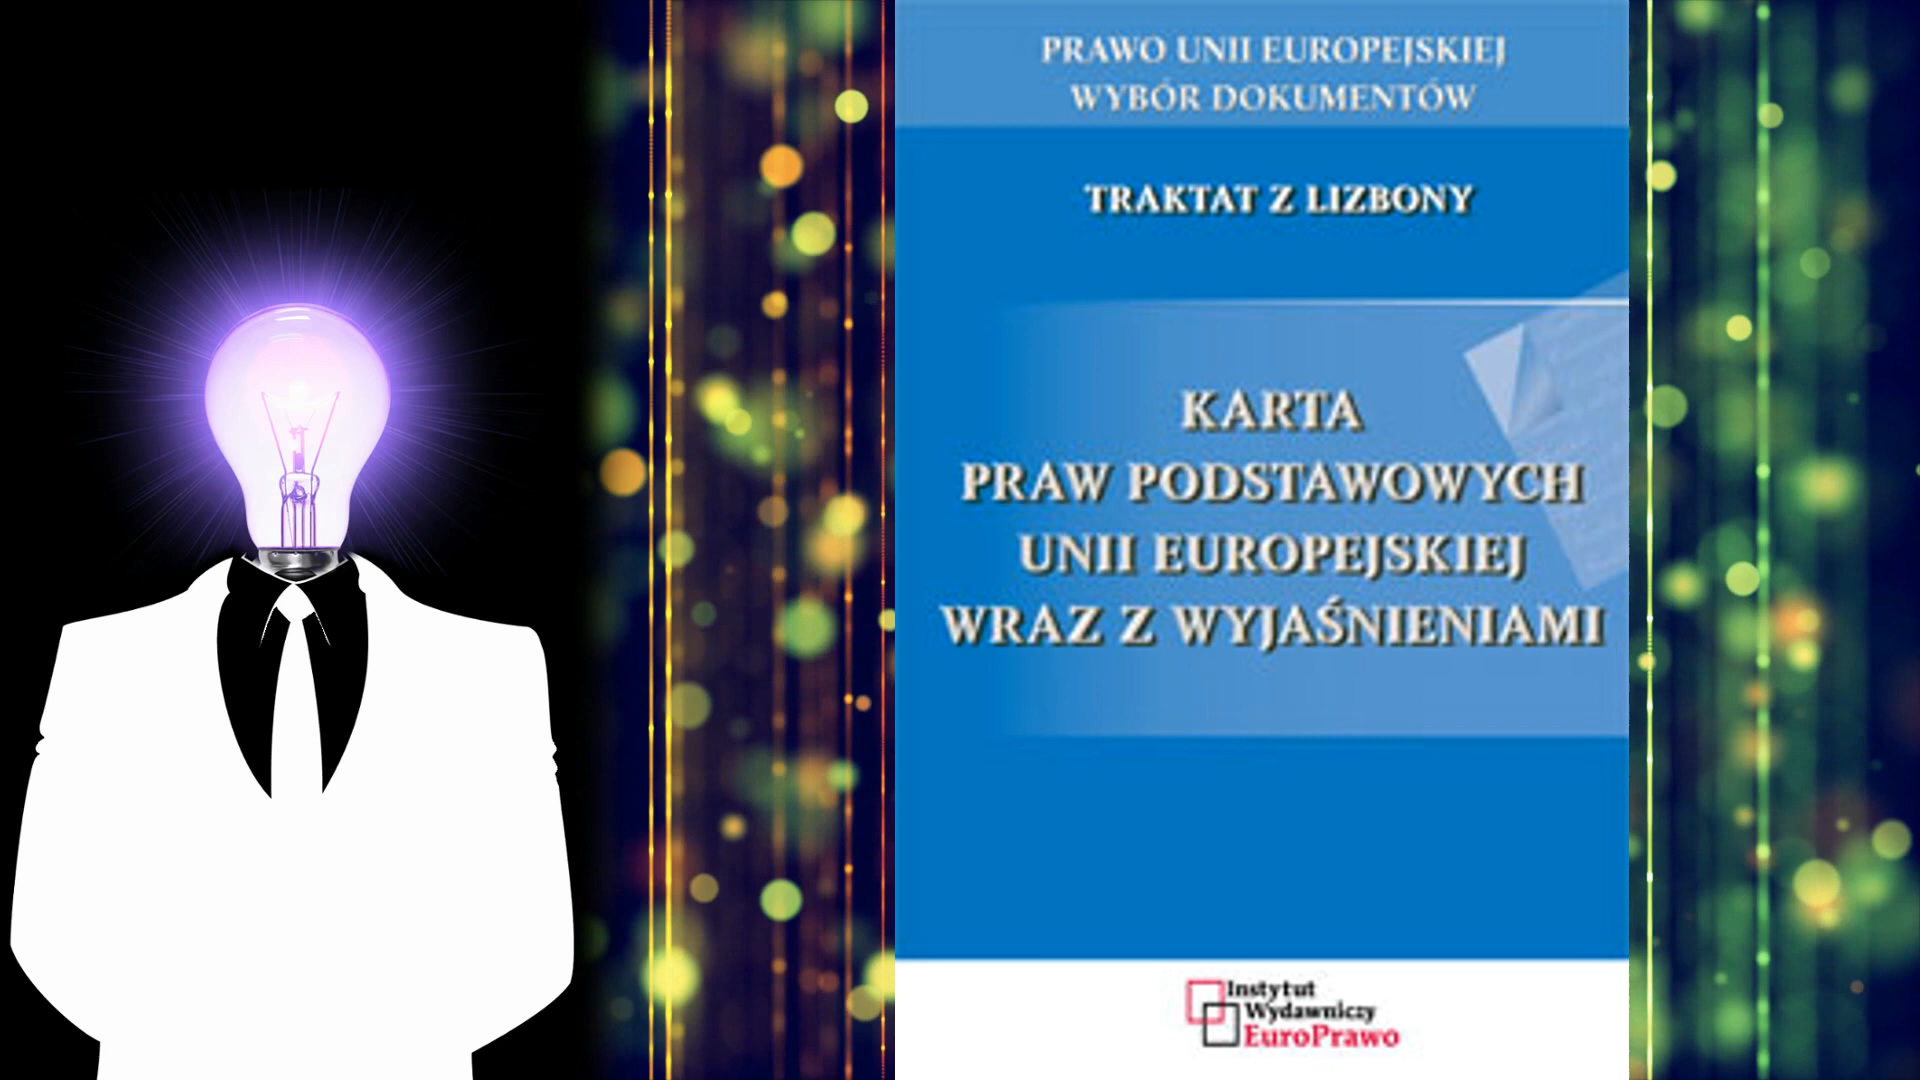 PRAWO UNII EUROPEJSKIEJ
WYBÓR DOKUMENTÓW
TRAKTAT Z LIZBONY
KARTA
PRAW PODSTAWOWYCH
UNII EUROPEJSKIEJ
WRAZ Z WYJAŚNIENIAMI
Instytut
Wydawniczy
EuroPrawo